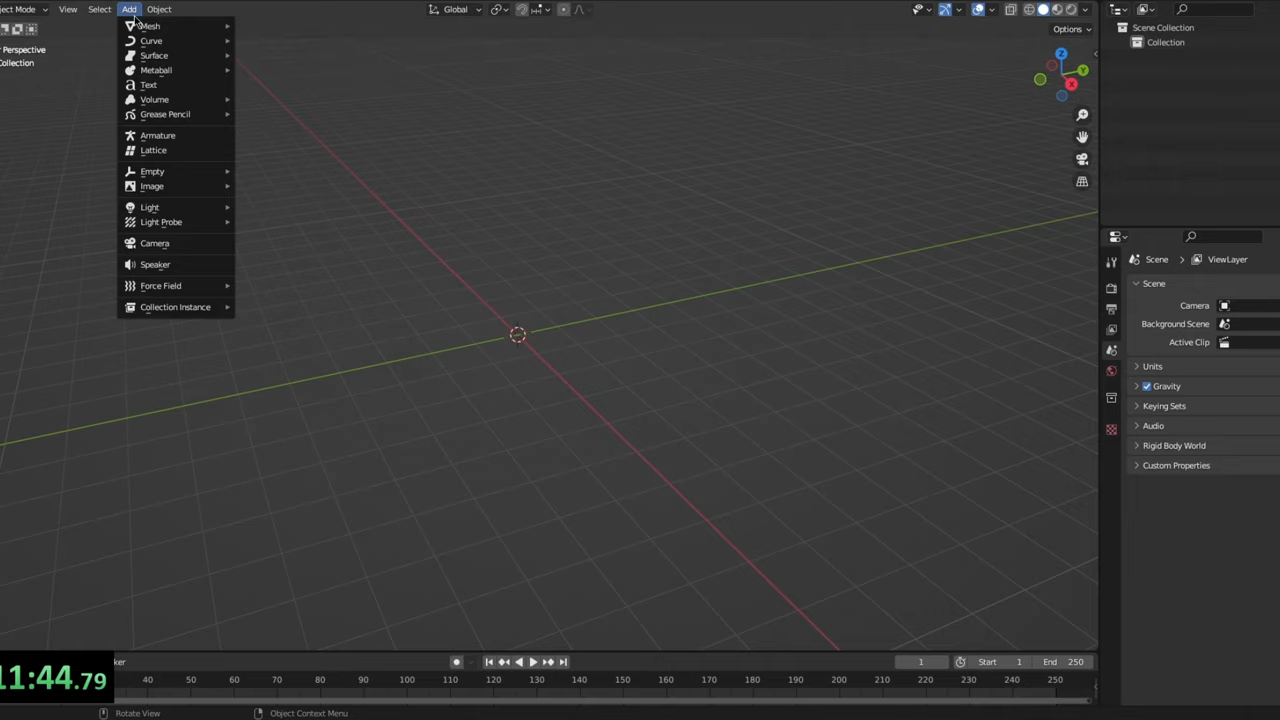 ject Mode View Select Add Object Global
Options
Perspective
Collection
Mesh
Curve
Surface
Metaball
Text
Volume
Grease Pencil
Armature
Lattice
Empty
Image
Light
Light Probe
Camera
Speaker
Force Field
Collection Instance
Z
Y
X
Scene Collection
Collection
Scene ViewLayer
Scene
Camera
Background Scene
Active Clip
Units
Gravity
Keying Sets
Audio
Rigid Body World
Custom Properties
ker 1 Start 1 End 250
40 50 60 70 80 90 100 110 120 130 140 150 160 170 180 190 200 210 220 230 240 250
11:44.79
Rotate View Object Context Menu